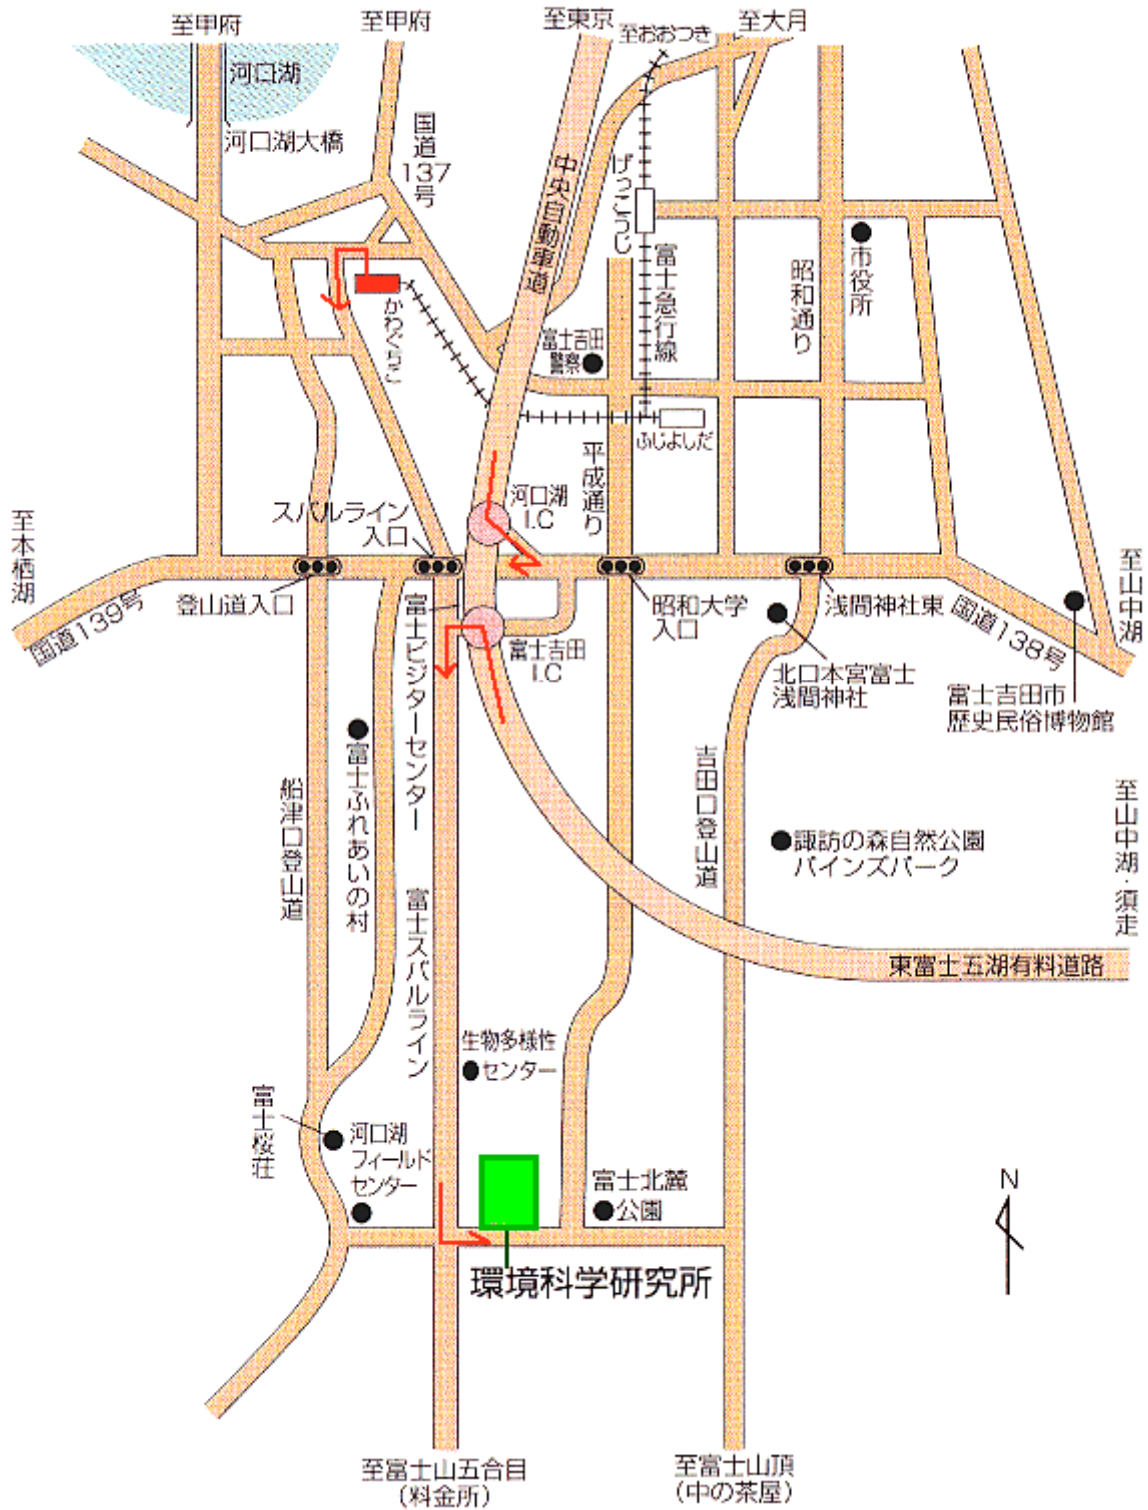 至甲府
至甲府
至東京
至おおつき
至大月
河口湖
河口湖大橋
国道
137
号
中央自動車道
げっこうじ
富士急行線
昭和通り
市役所
かわぐちこ
富士吉田
警察
ふじよしだ
平成通り
河口湖
I.C
スバルライン
入口
至本栖湖
国道139号
登山道入口
昭和大学
入口
浅間神社東
国道138号
至山中湖
富士吉田
I.C
北口本宮富士
浅間神社
富士吉田市
歴史民俗博物館
富士ビジターセンター
富士ふれあいの村
船津口登山道
吉田口登山道
諏訪の森自然公園
パインズパーク
至山中湖・須走
東富士五湖有料道路
富士スバルライン
生物多様性
センター
富士桜荘
河口湖
フィールド
センター
富士北麓
公園
N
環境科学研究所
至富士山五合目
(料金所)
至富士山頂
(中の茶屋)